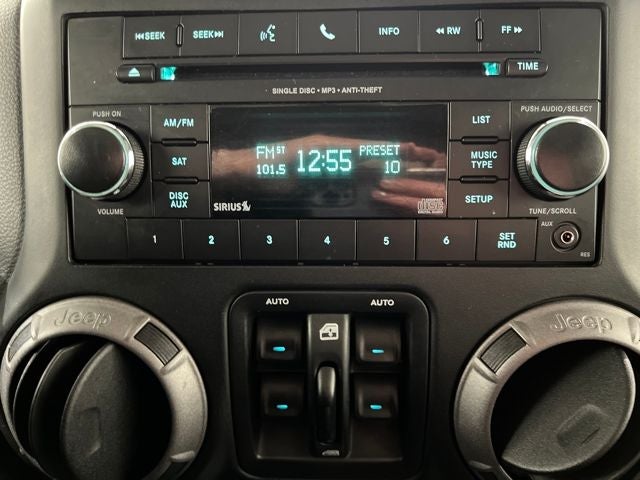 SEEK SEEK INFO RW FF
TIME
SINGLE DISC • MP3 • ANTI-THEFT
PUSH ON
PUSH AUDIO/SELECT
AM/FM
LIST
FM ST 12:55 PRESET
101.5 10
SAT
MUSIC
TYPE
DISC
AUX
SETUP
SIRIUS
VOLUME
TUNE/SCROLL
1 2 3 4 5 6 SET
RND
AUX
RES
AUTO AUTO
Jeep Jeep